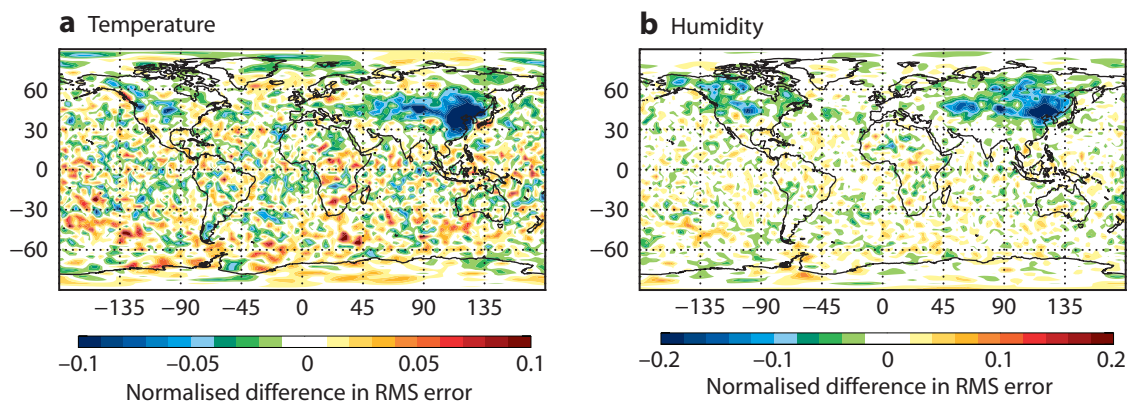 a Temperature
60
30
0
−30
−60
−135 −90 −45 0 45 90 135
−0.1 −0.05 0 0.05 0.1
Normalised difference in RMS error
b Humidity
60
30
0
−30
−60
−135 −90 −45 0 45 90 135
−0.2 −0.1 0 0.1 0.2
Normalised difference in RMS error